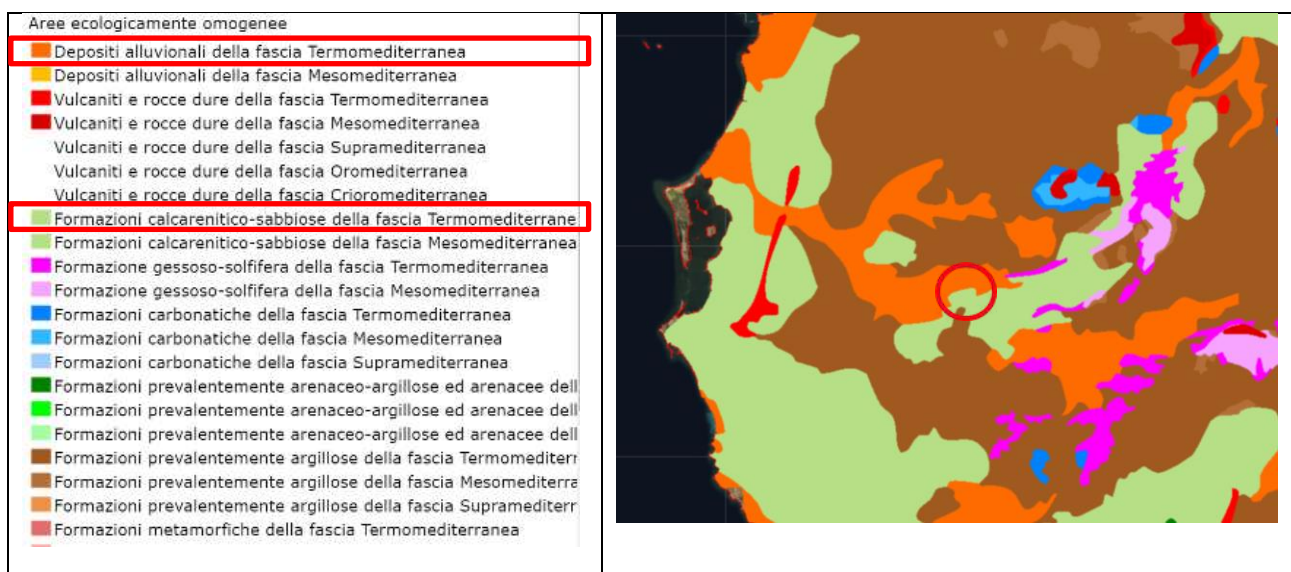 Aree ecologicamente omogenee
Depositi alluvionali della fascia Termomediterranea
Depositi alluvionali della fascia Mesomediterranea
Vulcaniti e rocce dure della fascia Termomediterranea
Vulcaniti e rocce dure della fascia Mesomediterranea
Vulcaniti e rocce dure della fascia Supramediterranea
Vulcaniti e rocce dure della fascia Oromediterranea
Vulcaniti e rocce dure della fascia Crioromediterranea
Formazioni calcarenitico-sabbiose della fascia Termomediterrane
Formazioni calcarenitico-sabbiose della fascia Mesomediterranea
Formazione gessoso-solfifera della fascia Termomediterranea
Formazione gessoso-solfifera della fascia Mesomediterranea
Formazioni carbonatiche della fascia Termomediterranea
Formazioni carbonatiche della fascia Mesomediterranea
Formazioni carbonatiche della fascia Supramediterranea
Formazioni prevalentemente arenaceo-argillose ed arenacee dell
Formazioni prevalentemente arenaceo-argillose ed arenacee dell
Formazioni prevalentemente arenaceo-argillose ed arenacee dell
Formazioni prevalentemente argillose della fascia Termomediterr
Formazioni prevalentemente argillose della fascia Mesomediterra
Formazioni prevalentemente argillose della fascia Supramediterr
Formazioni metamorfiche della fascia Termomediterranea